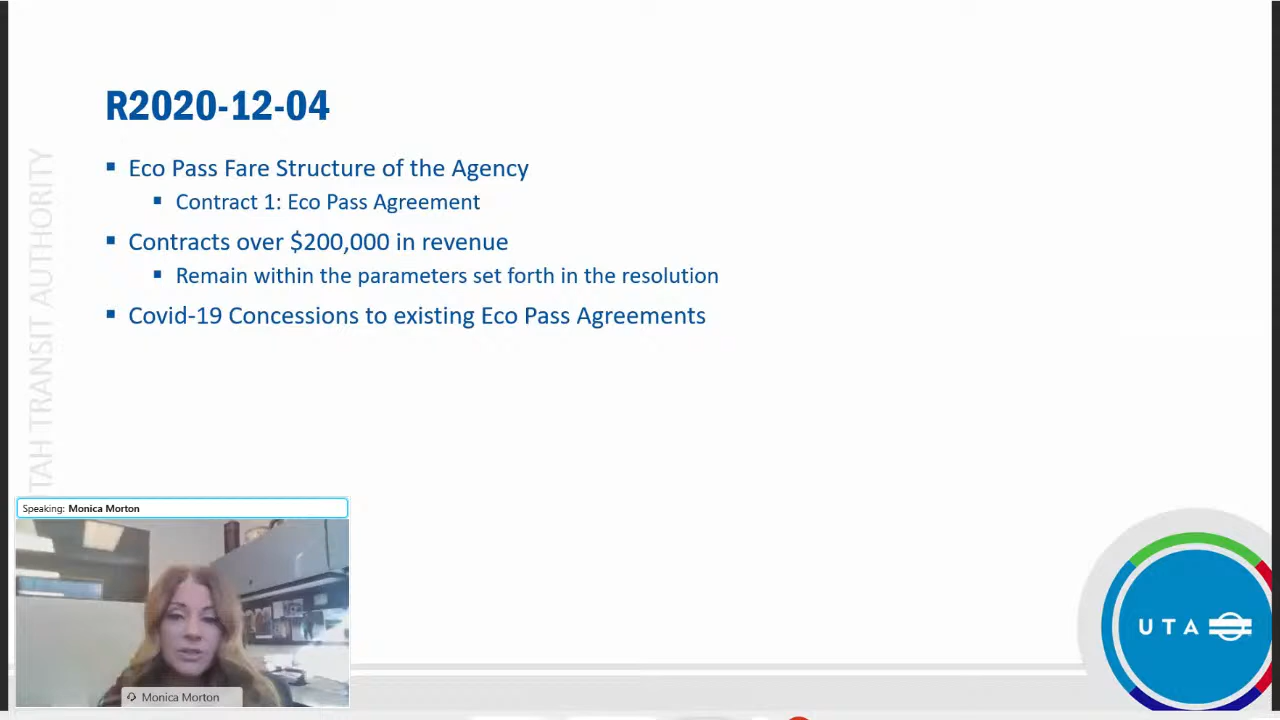 R2020-12-04
Eco Pass Fare Structure of the Agency
Contract 1: Eco Pass Agreement
Contracts over $200,000 in revenue
Remain within the parameters set forth in the resolution
Covid-19 Concessions to existing Eco Pass Agreements
UTAH TRANSIT AUTHORITY
Speaking: Monica Morton
Monica Morton
UTA